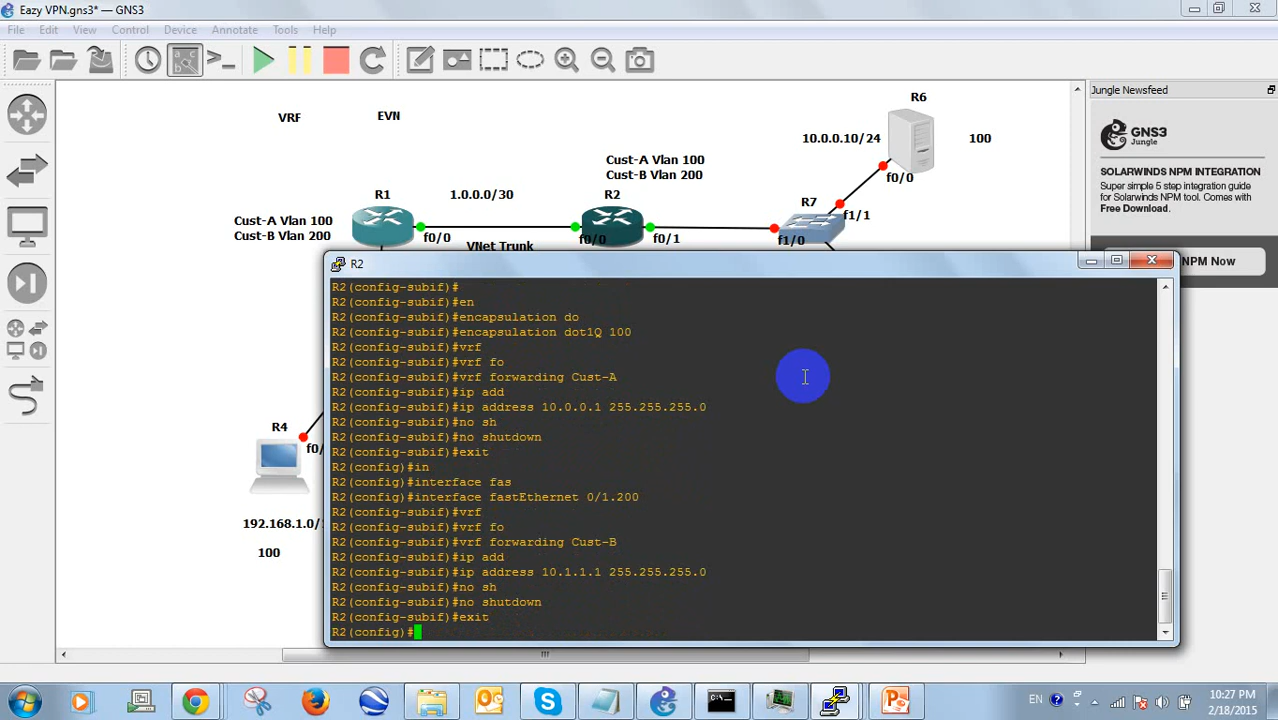 Eazy VPN.gns3* — GNS3
File Edit View Control Device Annotate Tools Help
VRF
EVN
R6
10.0.0.10/24
100
f0/0
Cust-A Vlan 100
Cust-B Vlan 200
R1
1.0.0.0/30
R2
R7
f1/1
Cust-A Vlan 100
Cust-B Vlan 200
f0/0
VNet Trunk
f0/0
f0/1
f1/0
R4
f0/
192.168.1.0/
100
Jungle Newsfeed
GNS3
Jungle
SOLARWINDS NPM INTEGRATION
Super simple 5 step integration guide
for Solarwinds NPM tool. Comes with
Free Download.
NPM Now
R2
R2(config-subif)#
R2(config-subif)#en
R2(config-subif)#encapsulation do
R2(config-subif)#encapsulation dot1Q 100
R2(config-subif)#vrf
R2(config-subif)#vrf fo
R2(config-subif)#vrf forwarding Cust-A
R2(config-subif)#ip add
R2(config-subif)#ip address 10.0.0.1 255.255.255.0
R2(config-subif)#no sh
R2(config-subif)#no shutdown
R2(config-subif)#exit
R2(config)#in
R2(config)#interface fas
R2(config)#interface fastEthernet 0/1.200
R2(config-subif)#vrf
R2(config-subif)#vrf fo
R2(config-subif)#vrf forwarding Cust-B
R2(config-subif)#ip add
R2(config-subif)#ip address 10.1.1.1 255.255.255.0
R2(config-subif)#no sh
R2(config-subif)#no shutdown
R2(config-subif)#exit
R2(config)#
EN
10:27 PM
2/18/2015